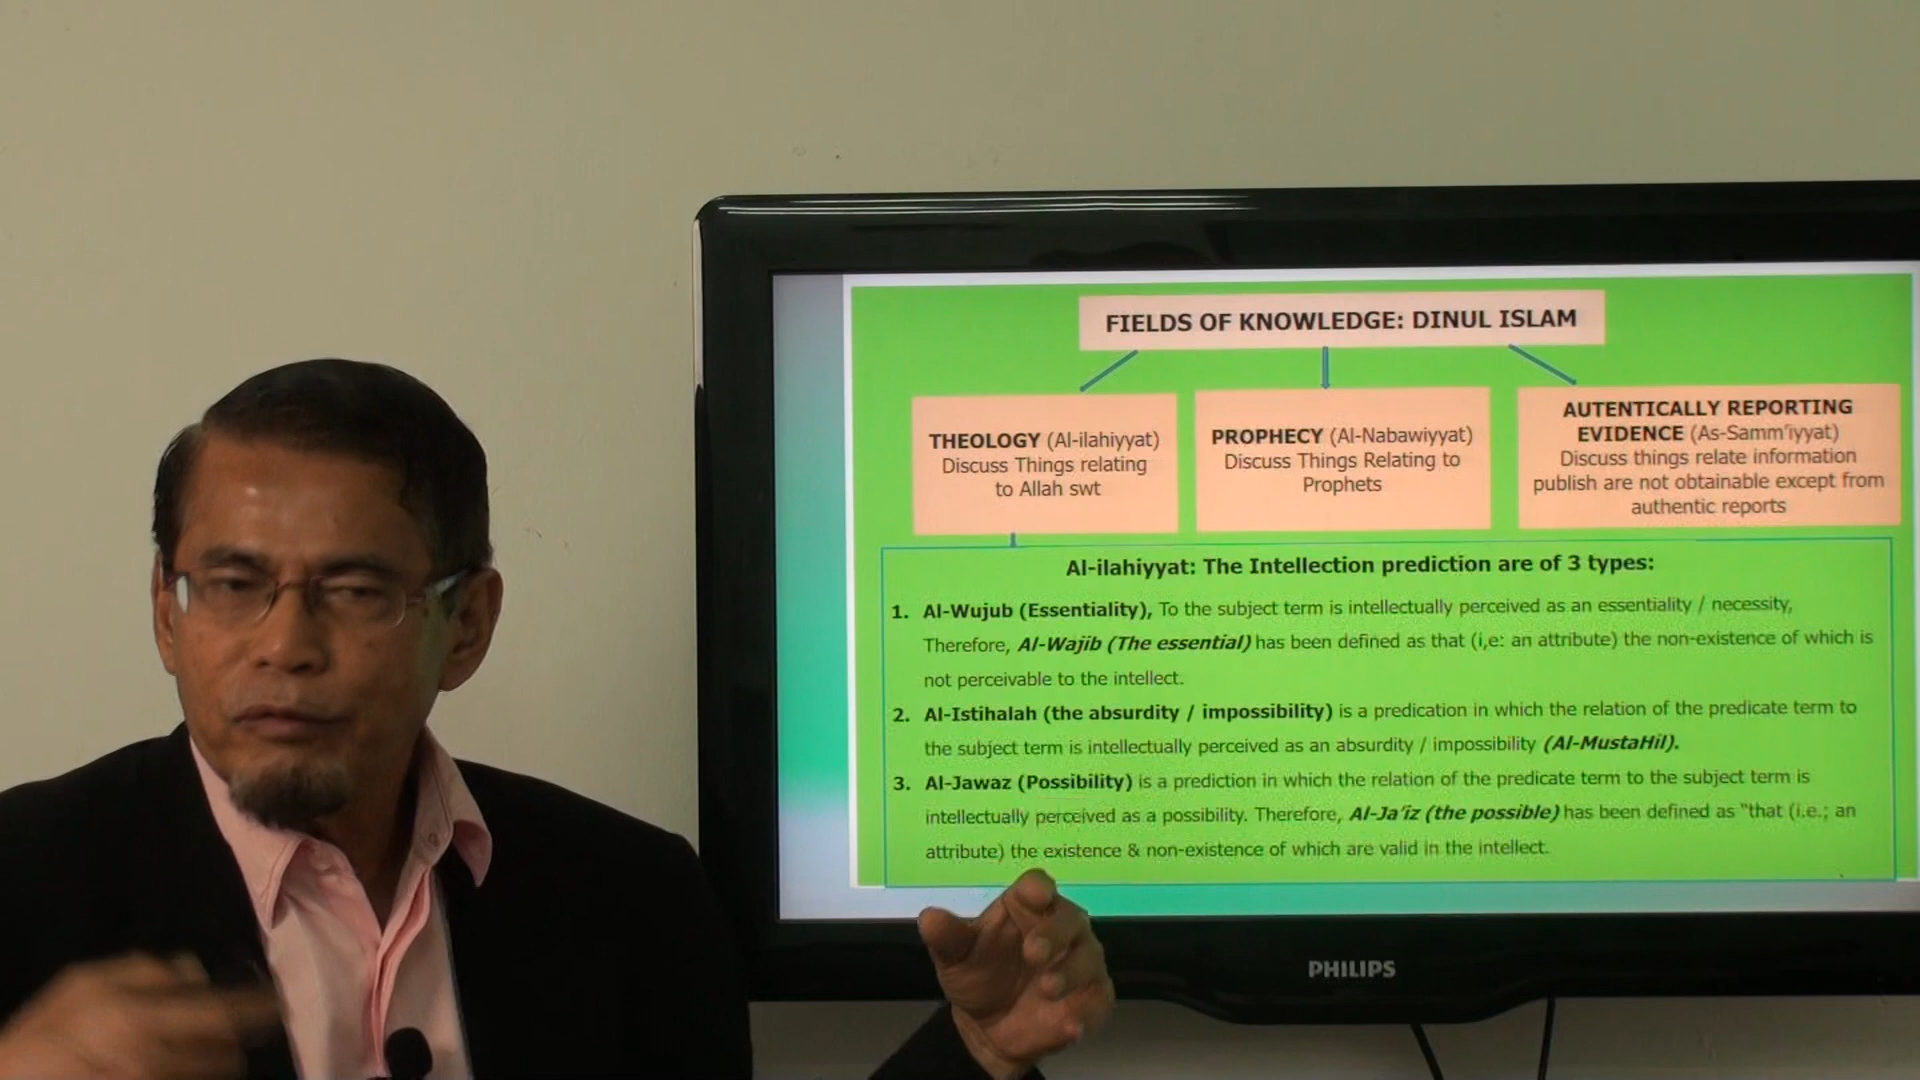 FIELDS OF KNOWLEDGE: DINUL ISLAM
THEOLOGY (Al-ilahiyyat)
Discuss Things relating
to Allah swt
PROPHECY (Al-Nabawiyyat)
Discuss Things Relating to
Prophets
AUTENTICALLY REPORTING
EVIDENCE (As-Samm'iyyat)
Discuss things relate information
publish are not obtainable except from
authentic reports
Al-ilahiyyat: The Intellection prediction are of 3 types:
1. Al-Wujub (Essentiality), To the subject term is intellectually perceived as an essentiality / necessity,
Therefore, Al-Wajib (The essential) has been defined as that (i,e: an attribute) the non-existence of which is
not perceivable to the intellect.
2. Al-Istihalah (the absurdity / impossibility) is a predication in which the relation of the predicate term to
the subject term is intellectually perceived as an absurdity / impossibility (Al-MustaHil).
3. Al-Jawaz (Possibility) is a prediction in which the relation of the predicate term to the subject term is
intellectually perceived as a possibility. Therefore, Al-Ja'iz (the possible) has been defined as "that (i.e.; an
attribute) the existence & non-existence of which are valid in the intellect.
PHILIPS